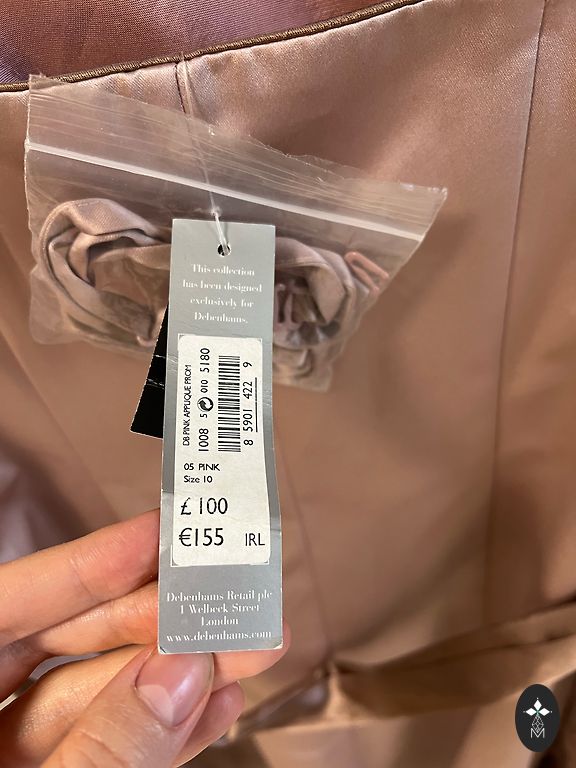 This collection
has been designed
exclusively for
Debenhams.
DB PINK APPLIQUE PROM
1008 5 010 5180
8 5901 422 9
05 PINK
Size 10
£100
€155 IRL
Debenhams Retail plc
1 Welbeck Street
London
www.debenhams.com
M